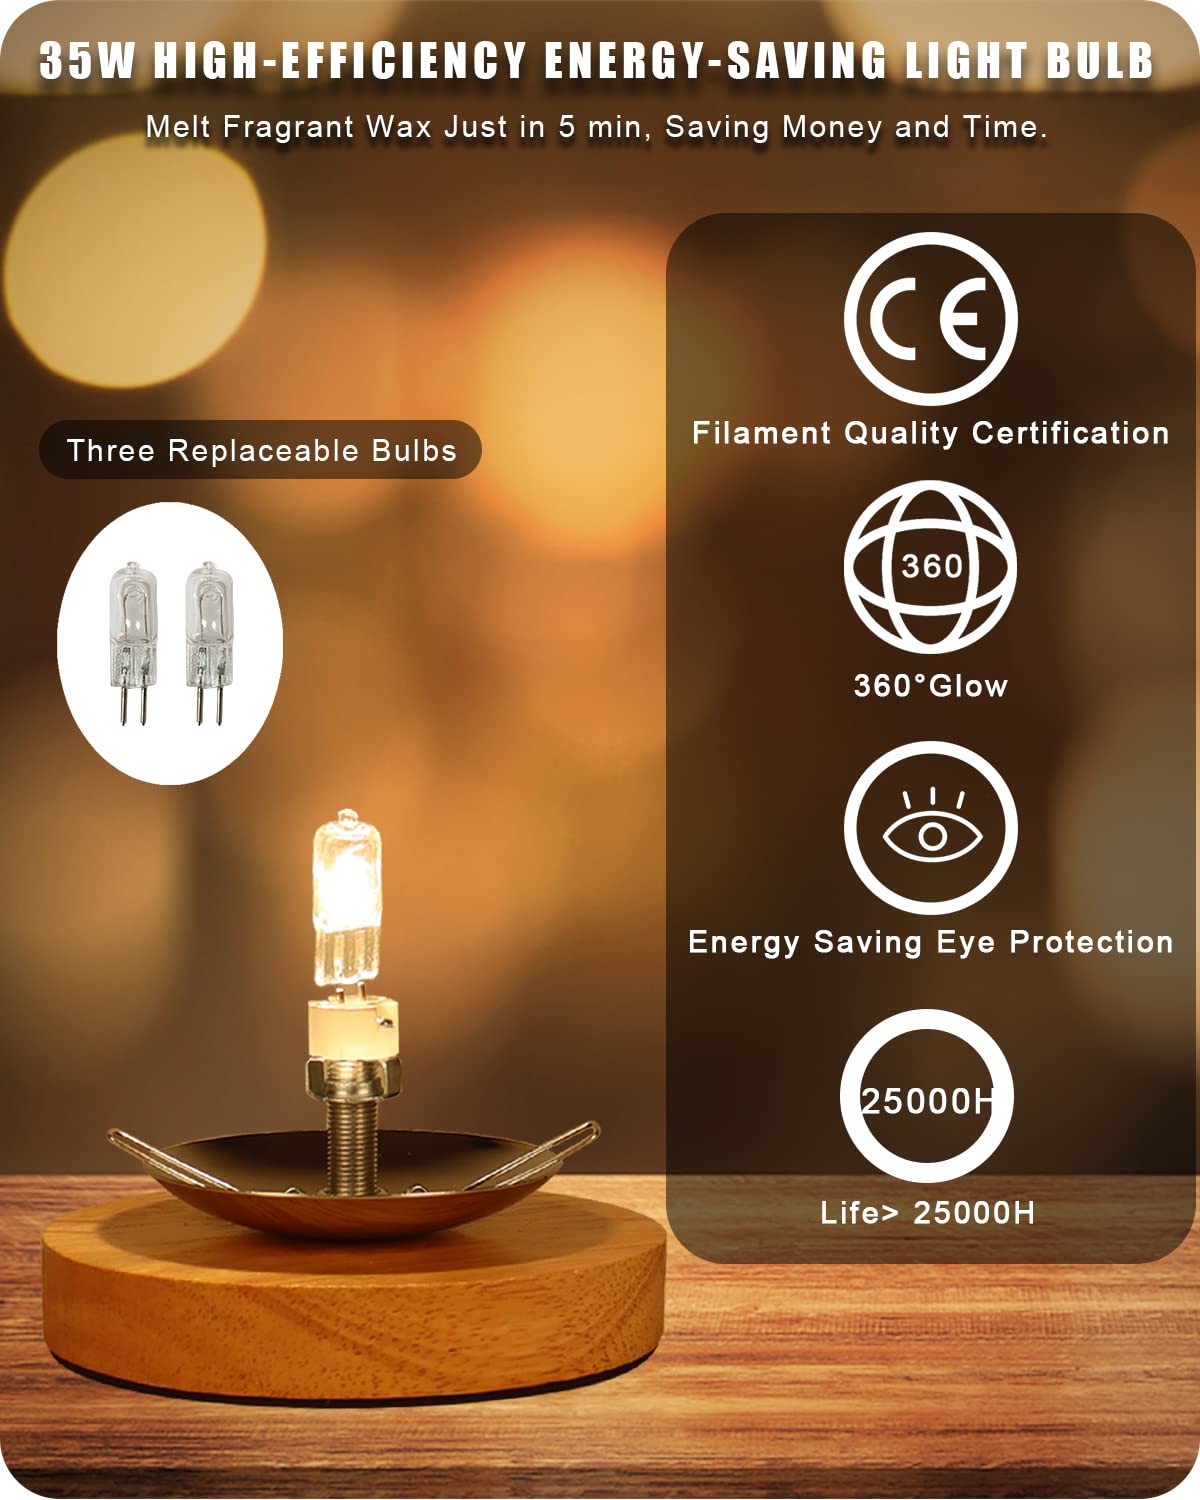 35W HIGH-EFFICIENCY ENERGY-SAVING LIGHT BULB
Melt Fragrant Wax Just in 5 min, Saving Money and Time.
Three Replaceable Bulbs
CE
Filament Quality Certification
360
360°Glow
Energy Saving Eye Protection
25000H
Life> 25000H